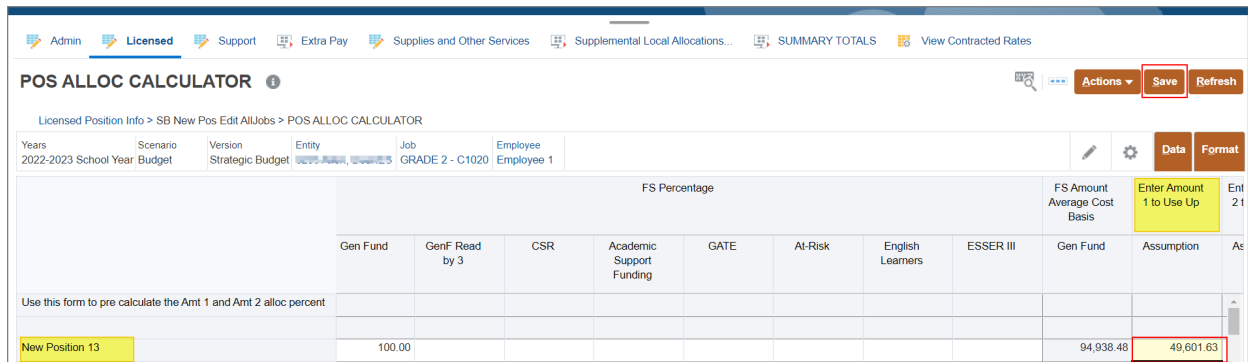 Admin Licensed Support Extra Pay Supplies and Other Services Supplemental Local Allocations... SUMMARY TOTALS View Contracted Rates
POS ALLOC CALCULATOR
Actions Save Refresh
Licensed Position Info > SB New Pos Edit AllJobs > POS ALLOC CALCULATOR
Years Scenario Version Entity Job Employee
2022-2023 School Year Budget Strategic Budget GRADE 2 - C1020 Employee 1
Data Format
FS Percentage FS Amount Average Cost Basis Enter Amount 1 to Use Up
Gen Fund GenF Read by 3 CSR Academic Support Funding GATE At-Risk English Learners ESSER III Gen Fund Assumption
Use this form to pre calculate the Amt 1 and Amt 2 alloc percent
New Position 13 100.00 94,938.48 49,601.63